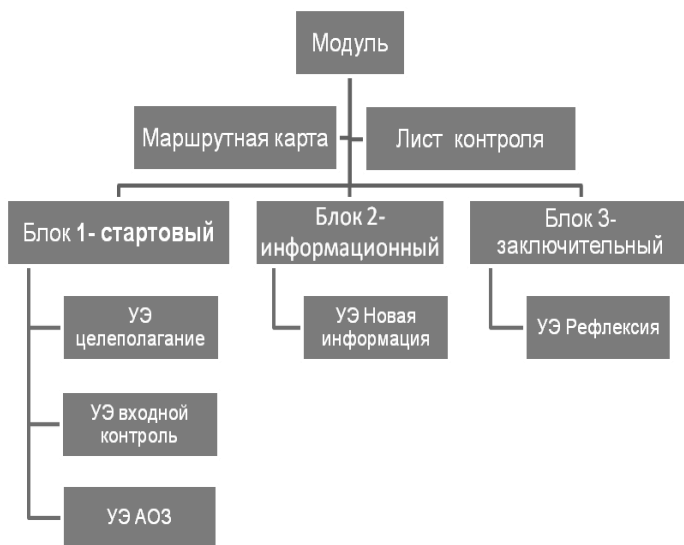 Модуль
Маршрутная карта
Лист контроля
Блок 1- стартовый
Блок 2-
информационный
Блок 3-
заключительный
УЭ
целеполагание
УЭ Новая
информация
УЭ Рефлексия
УЭ входной
контроль
УЭ АОЗ